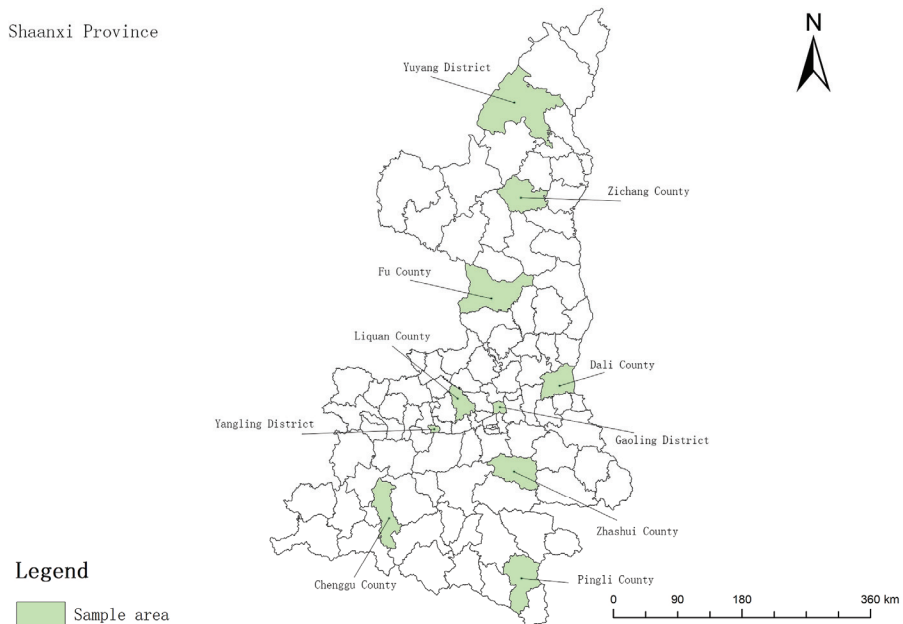 Shaanxi Province
N
Yuyang District
Zichang County
Fu County
Liquan County
Dali County
Yangling District
Gaoling District
Zhashui County
Chenggu County
Pingli County
Legend
Sample area
0 90 180 360 km